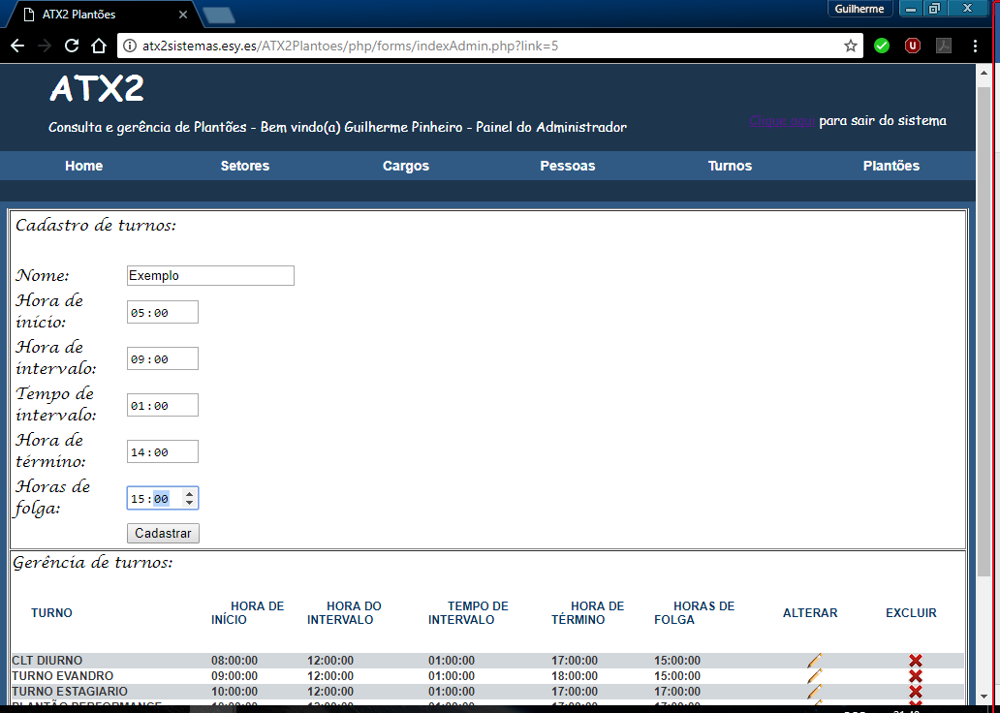 ATX2 Plantões
Guilherme
atx2sistemas.esy.es/ATX2Plantoes/php/forms/indexAdmin.php?link=5
ATX2
Consulta e gerência de Plantões - Bem vindo(a) Guilherme Pinheiro - Painel do Administrador
Clique aqui para sair do sistema
Home Setores Cargos Pessoas Turnos Plantões
Cadastro de turnos:
Nome: Exemplo
Hora de
início: 05:00
Hora de
intervalo: 09:00
Tempo de
intervalo: 01:00
Hora de
término: 14:00
Horas de
folga: 15:00
Cadastrar
Gerência de turnos:
TURNO HORA DE INÍCIO HORA DO INTERVALO TEMPO DE INTERVALO HORA DE TÉRMINO HORAS DE FOLGA ALTERAR EXCLUIR
CLT DIURNO 08:00:00 12:00:00 01:00:00 17:00:00 15:00:00
TURNO EVANDRO 09:00:00 12:00:00 01:00:00 18:00:00 15:00:00
TURNO ESTAGIARIO 10:00:00 12:00:00 01:00:00 17:00:00 17:00:00
PLANTÃO PERFORMANCE